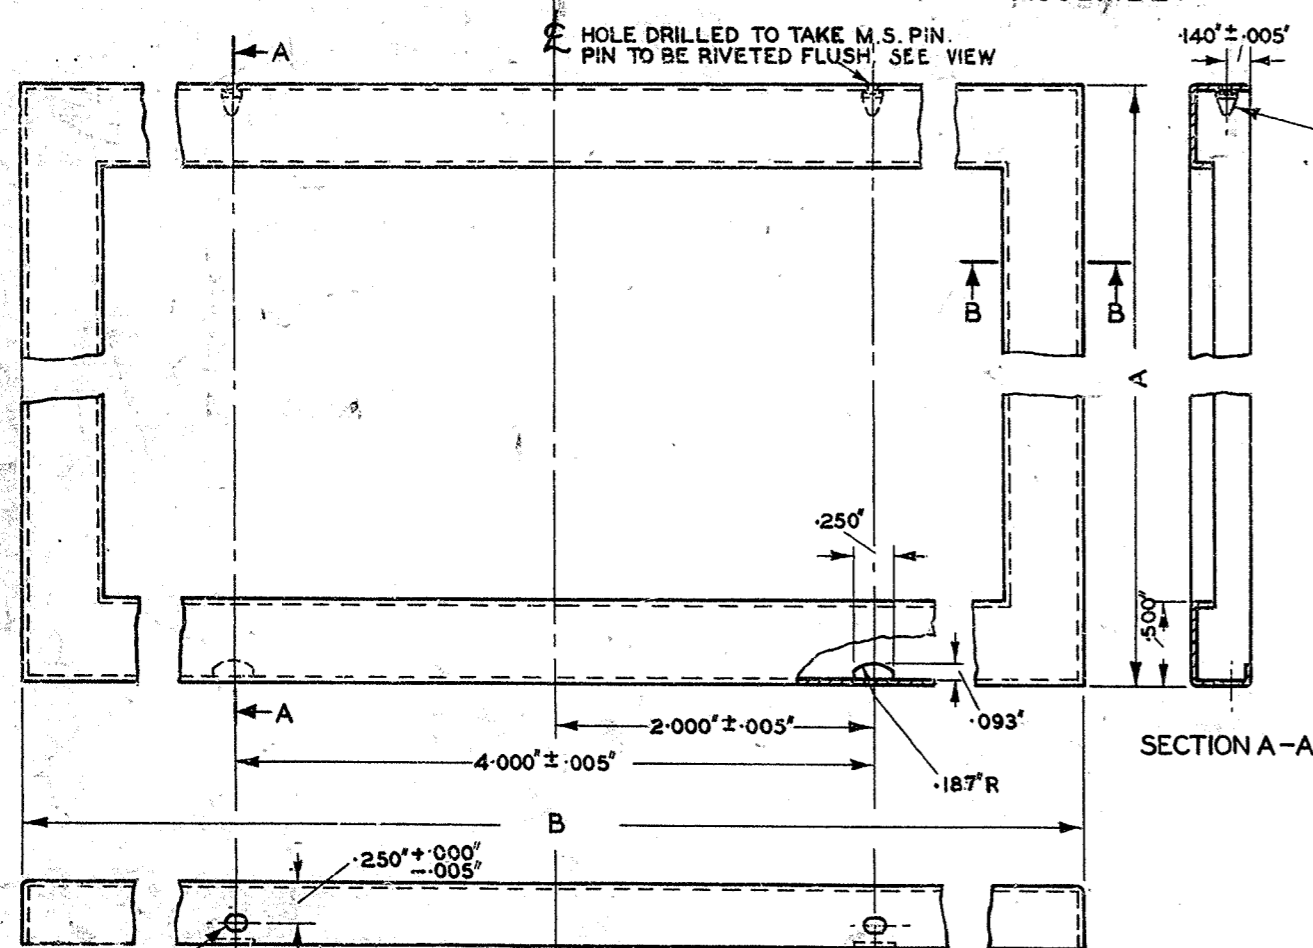 ℄ HOLE DRILLED TO TAKE M.S. PIN.
PIN TO BE RIVETED FLUSH, SEE VIEW
·140" ± ·005"
A
B
B
A
·250"
·500"
A
2·000" ± ·005"
·093"
SECTION A-A
4·000" ± ·005"
·187" R
B
·250" + ·000"
- ·005"